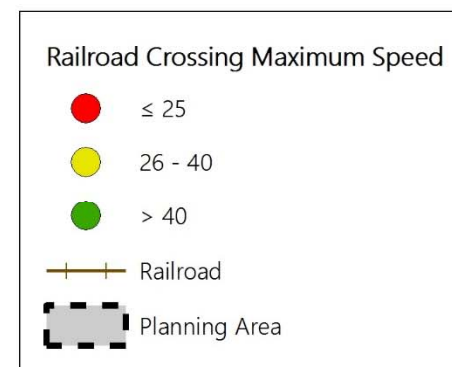 Railroad Crossing Maximum Speed
≤ 25
26 - 40
> 40
Railroad
Planning Area